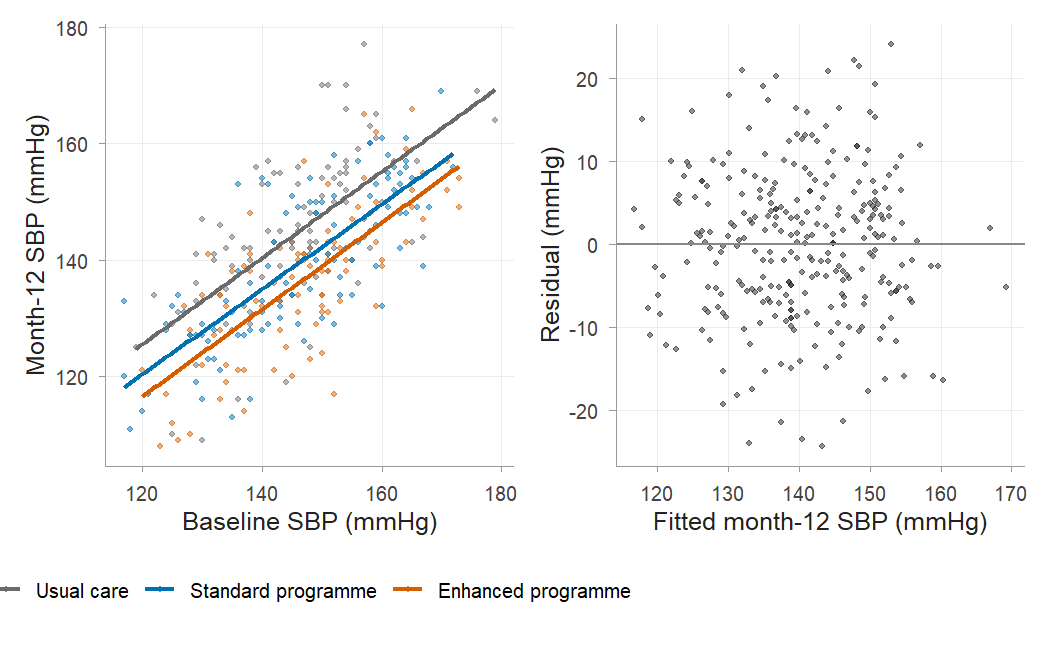 Month-12 SBP (mmHg)
180
160
140
120
120 140 160 180
Baseline SBP (mmHg)
Residual (mmHg)
20
10
0
-10
-20
120 130 140 150 160 170
Fitted month-12 SBP (mmHg)
Usual care Standard programme Enhanced programme